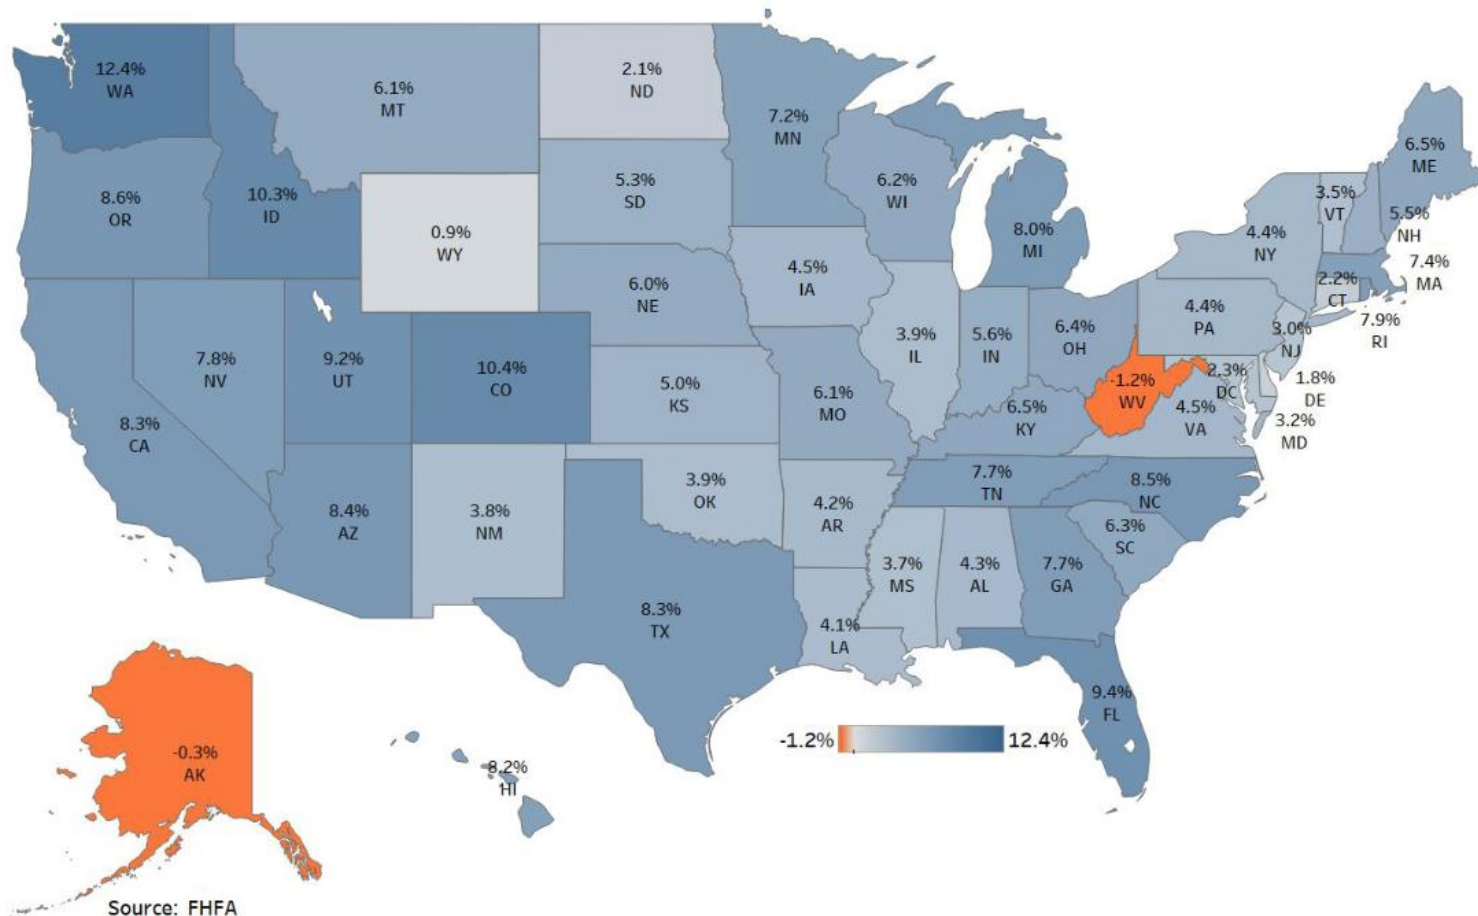 12.4%
WA
6.1%
MT
2.1%
ND
7.2%
MN
6.5%
ME
8.6%
OR
10.3%
ID
0.9%
WY
5.3%
SD
6.2%
WI
8.0%
MI
4.4%
NY
3.5%
VT
5.5%
NH
7.4%
MA
2.2%
CT
7.9%
RI
8.3%
CA
7.8%
NV
9.2%
UT
10.4%
CO
6.0%
NE
4.5%
IA
3.9%
IL
5.6%
IN
6.4%
OH
4.4%
PA
3.0%
NJ
5.0%
KS
6.1%
MO
6.5%
KY
-1.2%
WV
2.3%
DC
4.5%
VA
1.8%
DE
3.2%
MD
8.4%
AZ
3.8%
NM
3.9%
OK
4.2%
AR
7.7%
TN
8.5%
NC
6.3%
SC
8.3%
TX
4.1%
LA
3.7%
MS
4.3%
AL
7.7%
GA
9.4%
FL
-0.3%
AK
8.2%
HI
-1.2% 12.4%
Source: FHFA